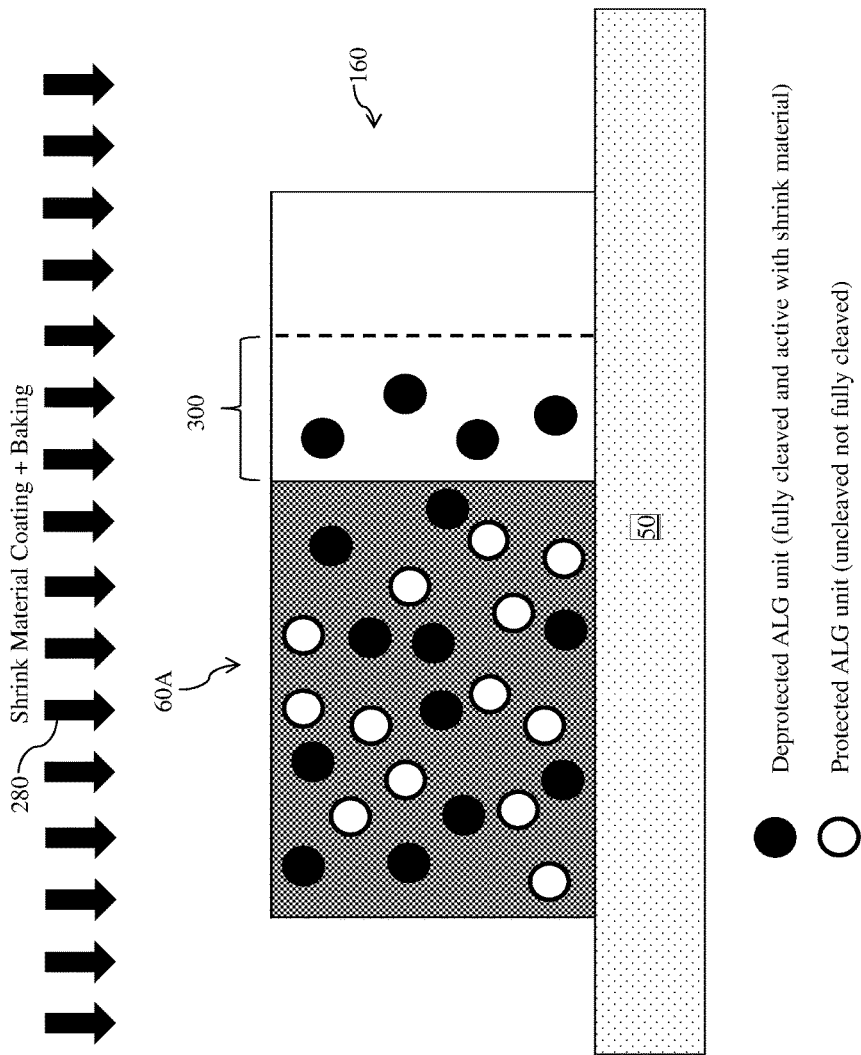 Shrink Material Coating + Baking
280
300
160
60A
50
Deprotected ALG unit (fully cleaved and active with shrink material)
Protected ALG unit (uncleaved not fully cleaved)